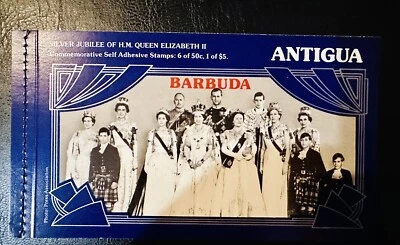 SILVER JUBILEE OF H.M. QUEEN ELIZABETH II
Commemorative Self Adhesive Stamps: 6 of 50c, 1 of $5.
ANTIGUA
BARBUDA
Photo: Press Association